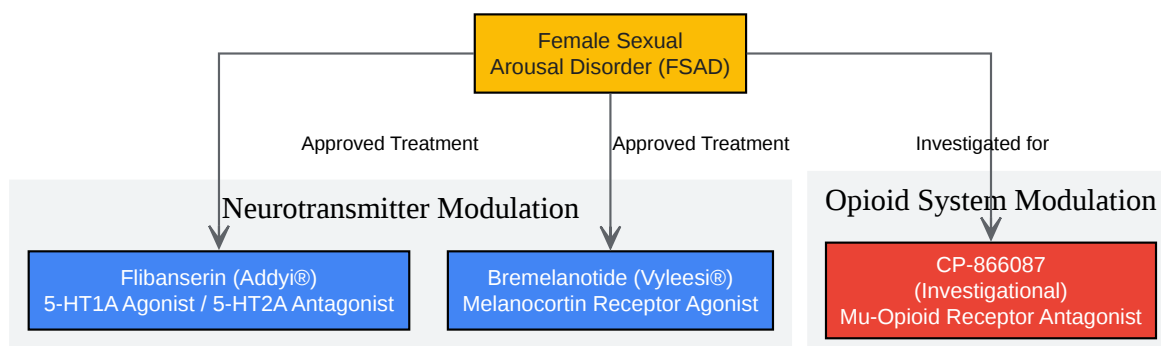 Female Sexual
Arousal Disorder (FSAD)
Approved Treatment
Approved Treatment
Investigated for
Neurotransmitter Modulation
Opioid System Modulation
Flibanserin (Addyi®)
5-HT1A Agonist / 5-HT2A Antagonist
Bremelanotide (Vyleesi®)
Melanocortin Receptor Agonist
CP-866087
(Investigational)
Mu-Opioid Receptor Antagonist